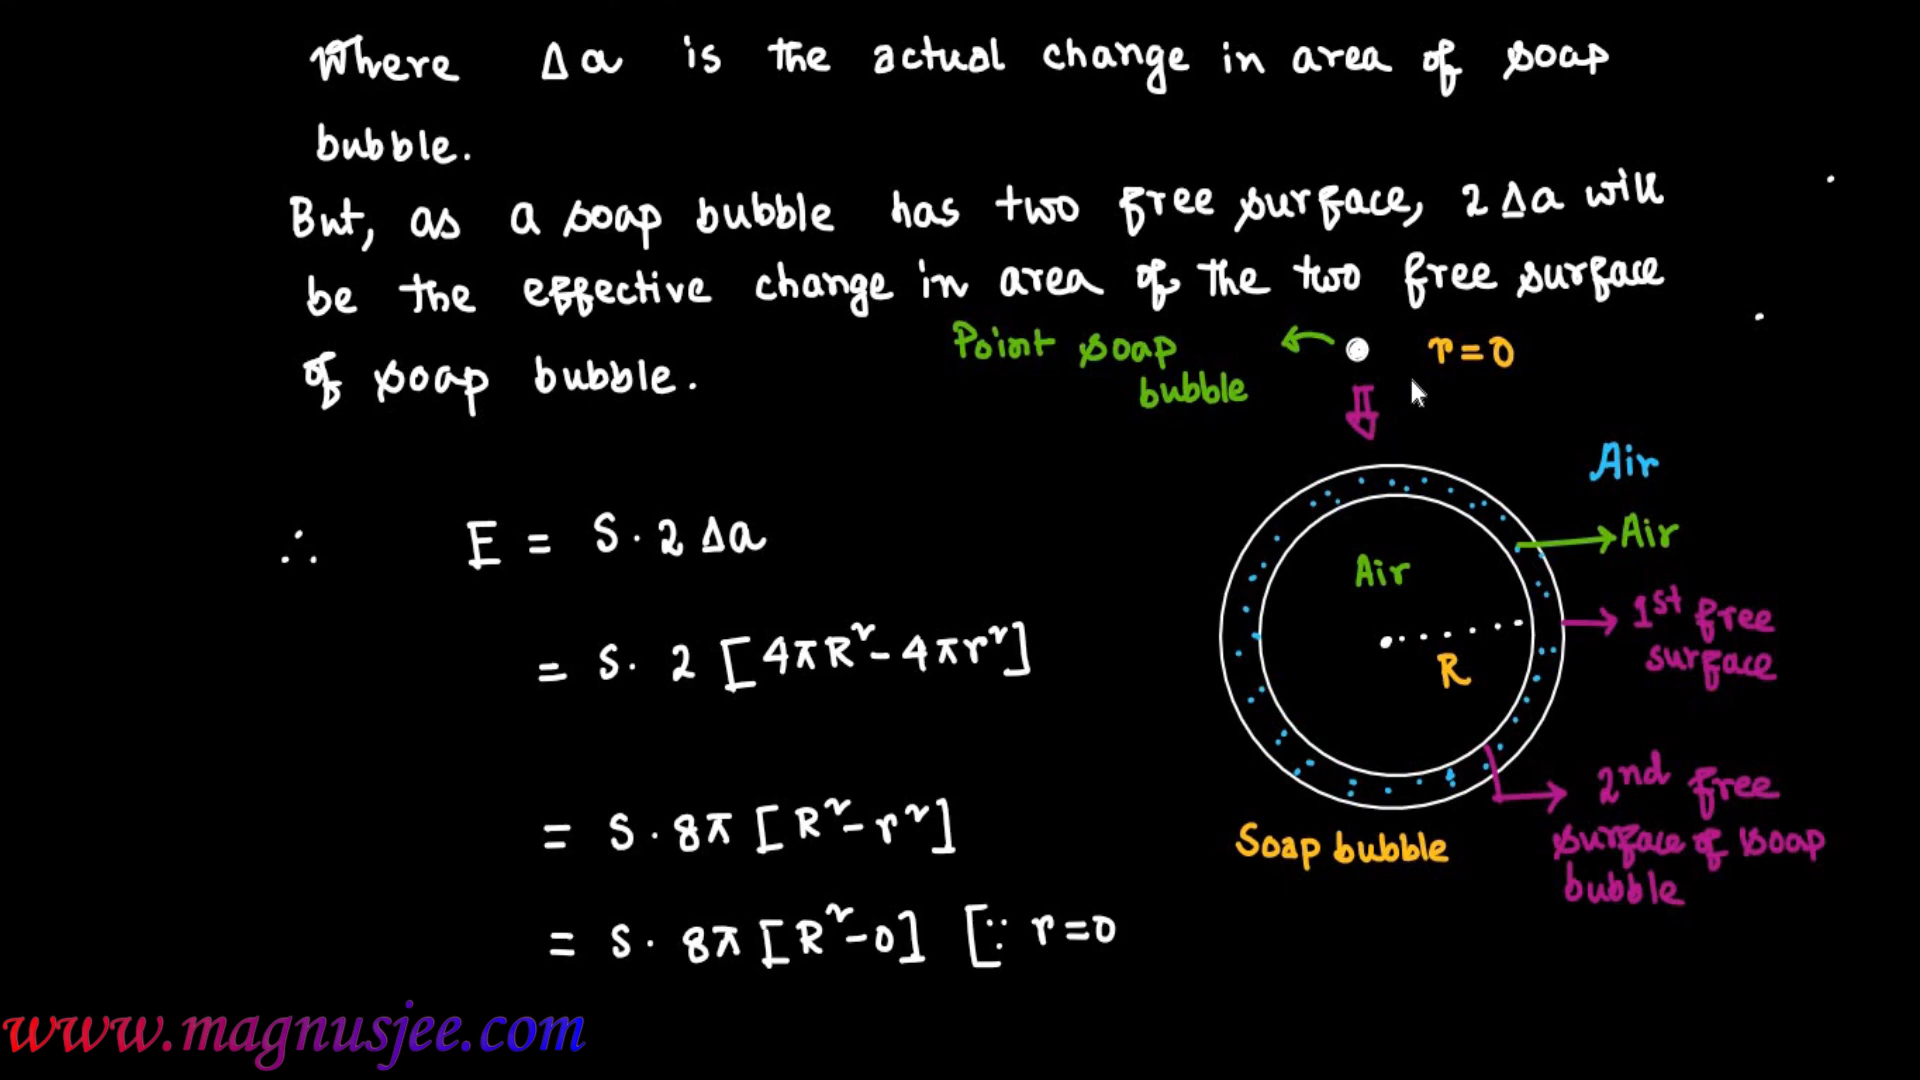 Where Δa is the actual change in area of soap
bubble.
But, as a soap bubble has two free surface, 2Δa will
be the effective change in area of the two free surface
of soap bubble.
Point soap
bubble
r=0
Air
Air
Air
R
1st free
surface
2nd free
surface of soap
bubble
Soap bubble
∴ E = S·2Δa
= S·2[4πR²-4πr²]
= S·8π[R²-r²]
= S·8π[R²-0] [∵ r=0
www.magnusjee.com